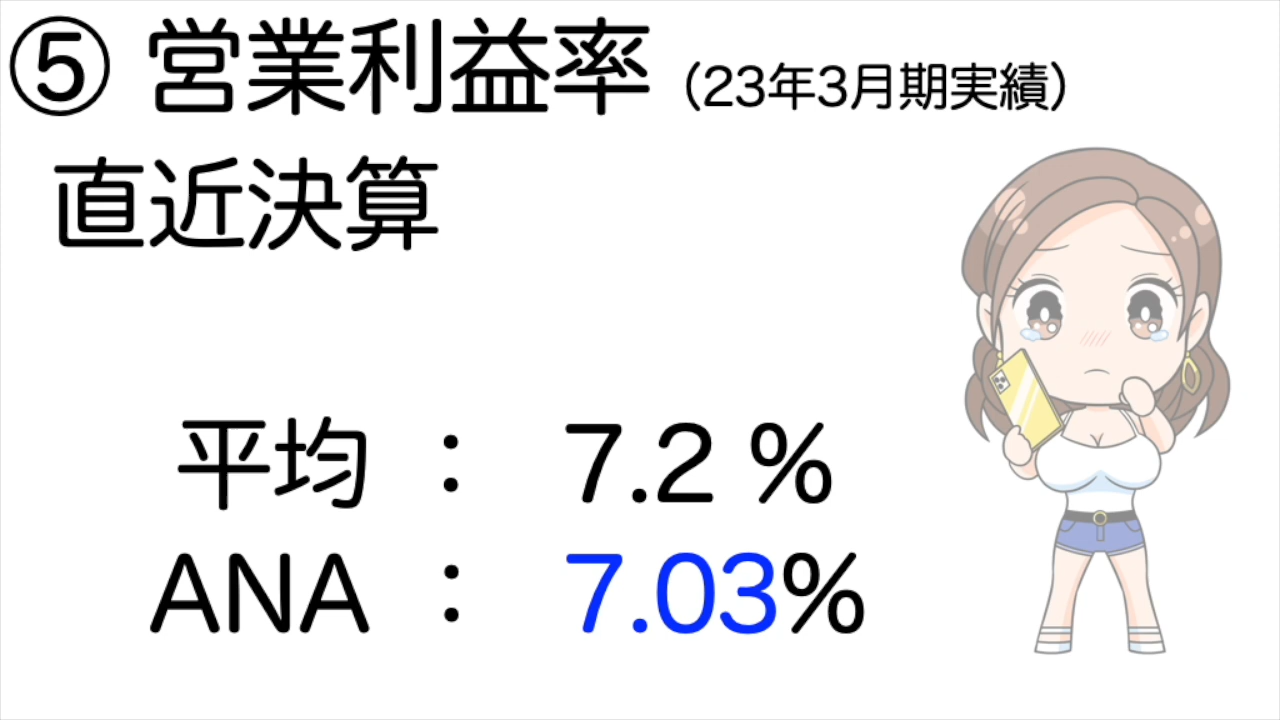 ⑤ 営業利益率（23年3月期実績）
直近決算
平均 ： 7.2 %
ANA ： 7.03%